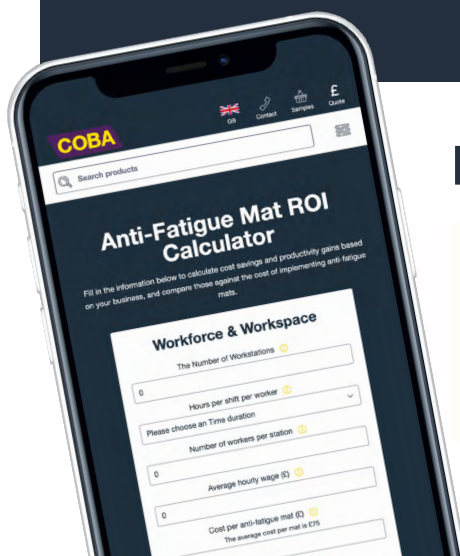 COBA
GB
Contact
Samples
£
Quote
Search products
Anti-Fatigue Mat ROI
Calculator
Fill in the information below to calculate cost savings and productivity gains based
on your business, and compare those against the cost of implementing anti-fatigue
mats.
Workforce & Workspace
The Number of Workstations
0
Hours per shift per worker
Please choose an Time duration
Number of workers per station
0
Average hourly wage (£)
0
Cost per anti-fatigue mat (£)
The average cost per mat is £75